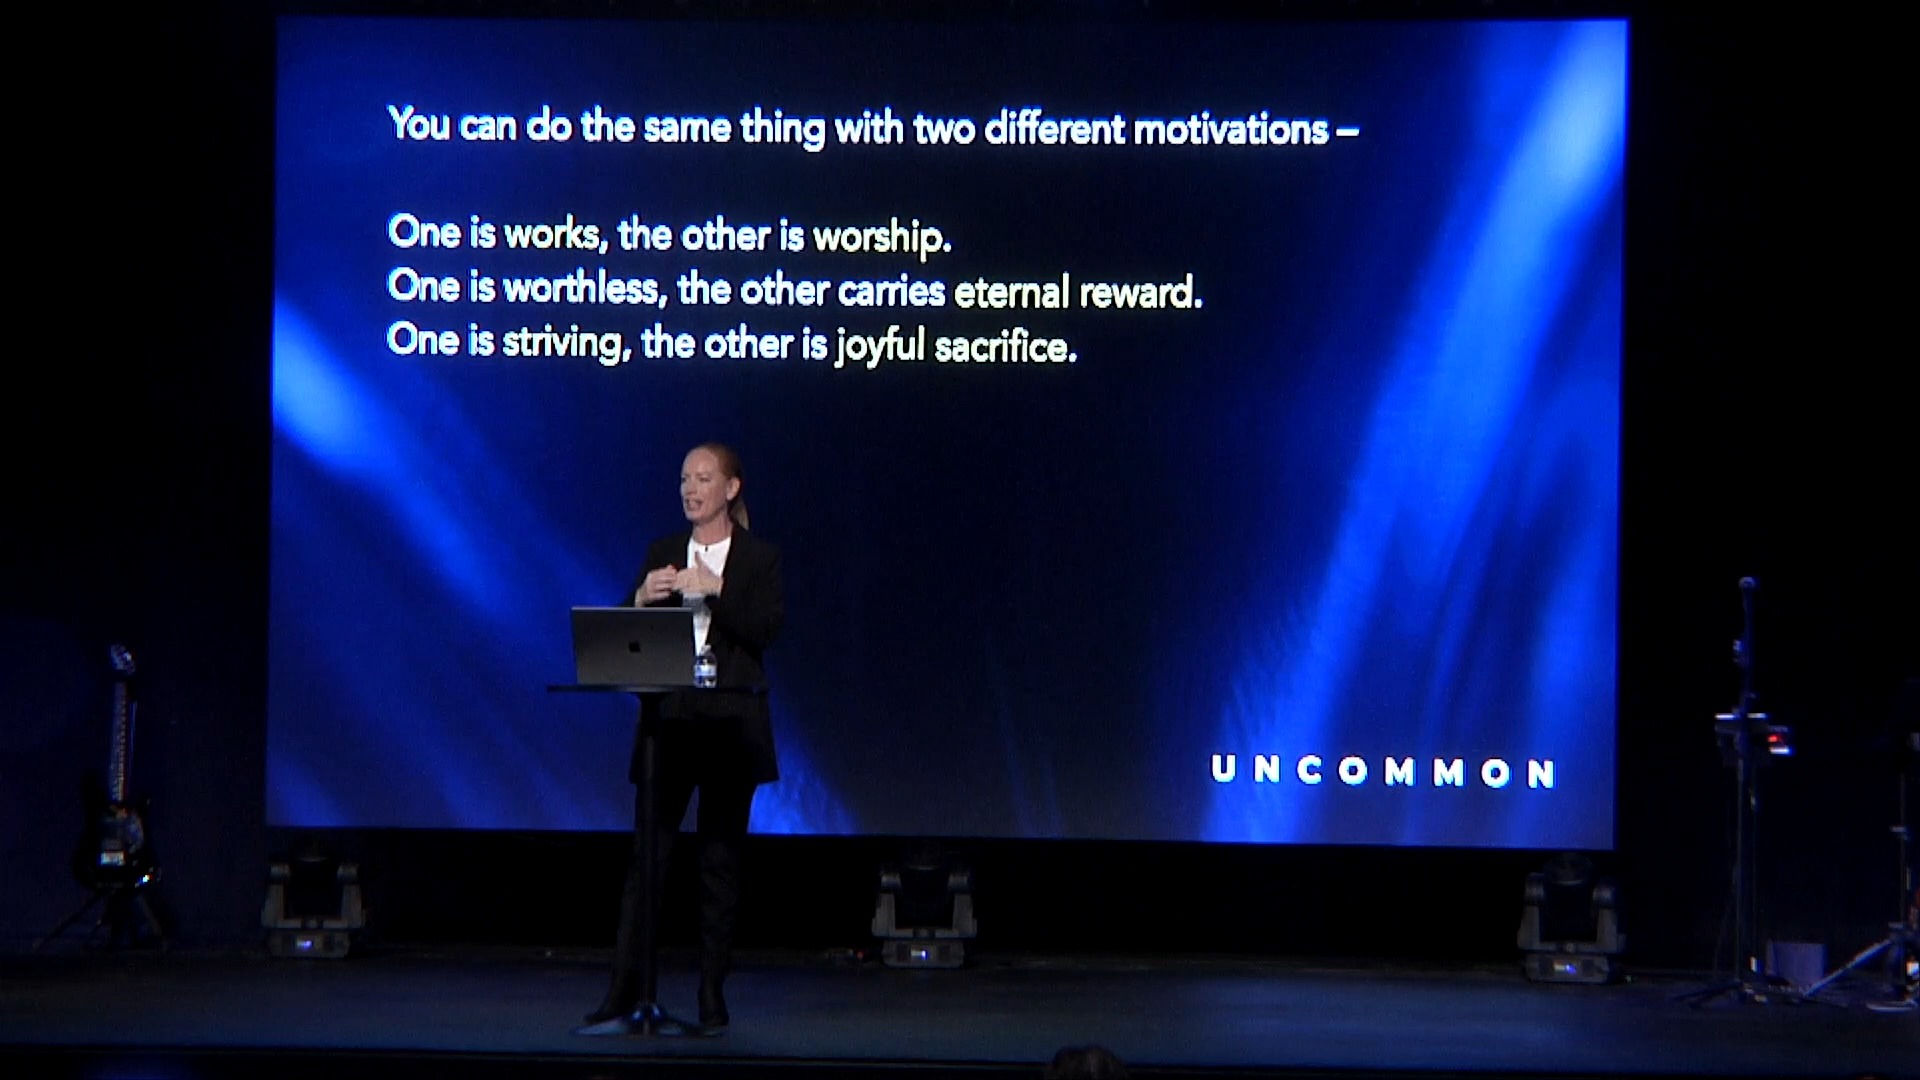 You can do the same thing with two different motivations –
One is works, the other is worship.
One is worthless, the other carries eternal reward.
One is striving, the other is joyful sacrifice.
UNCOMMON